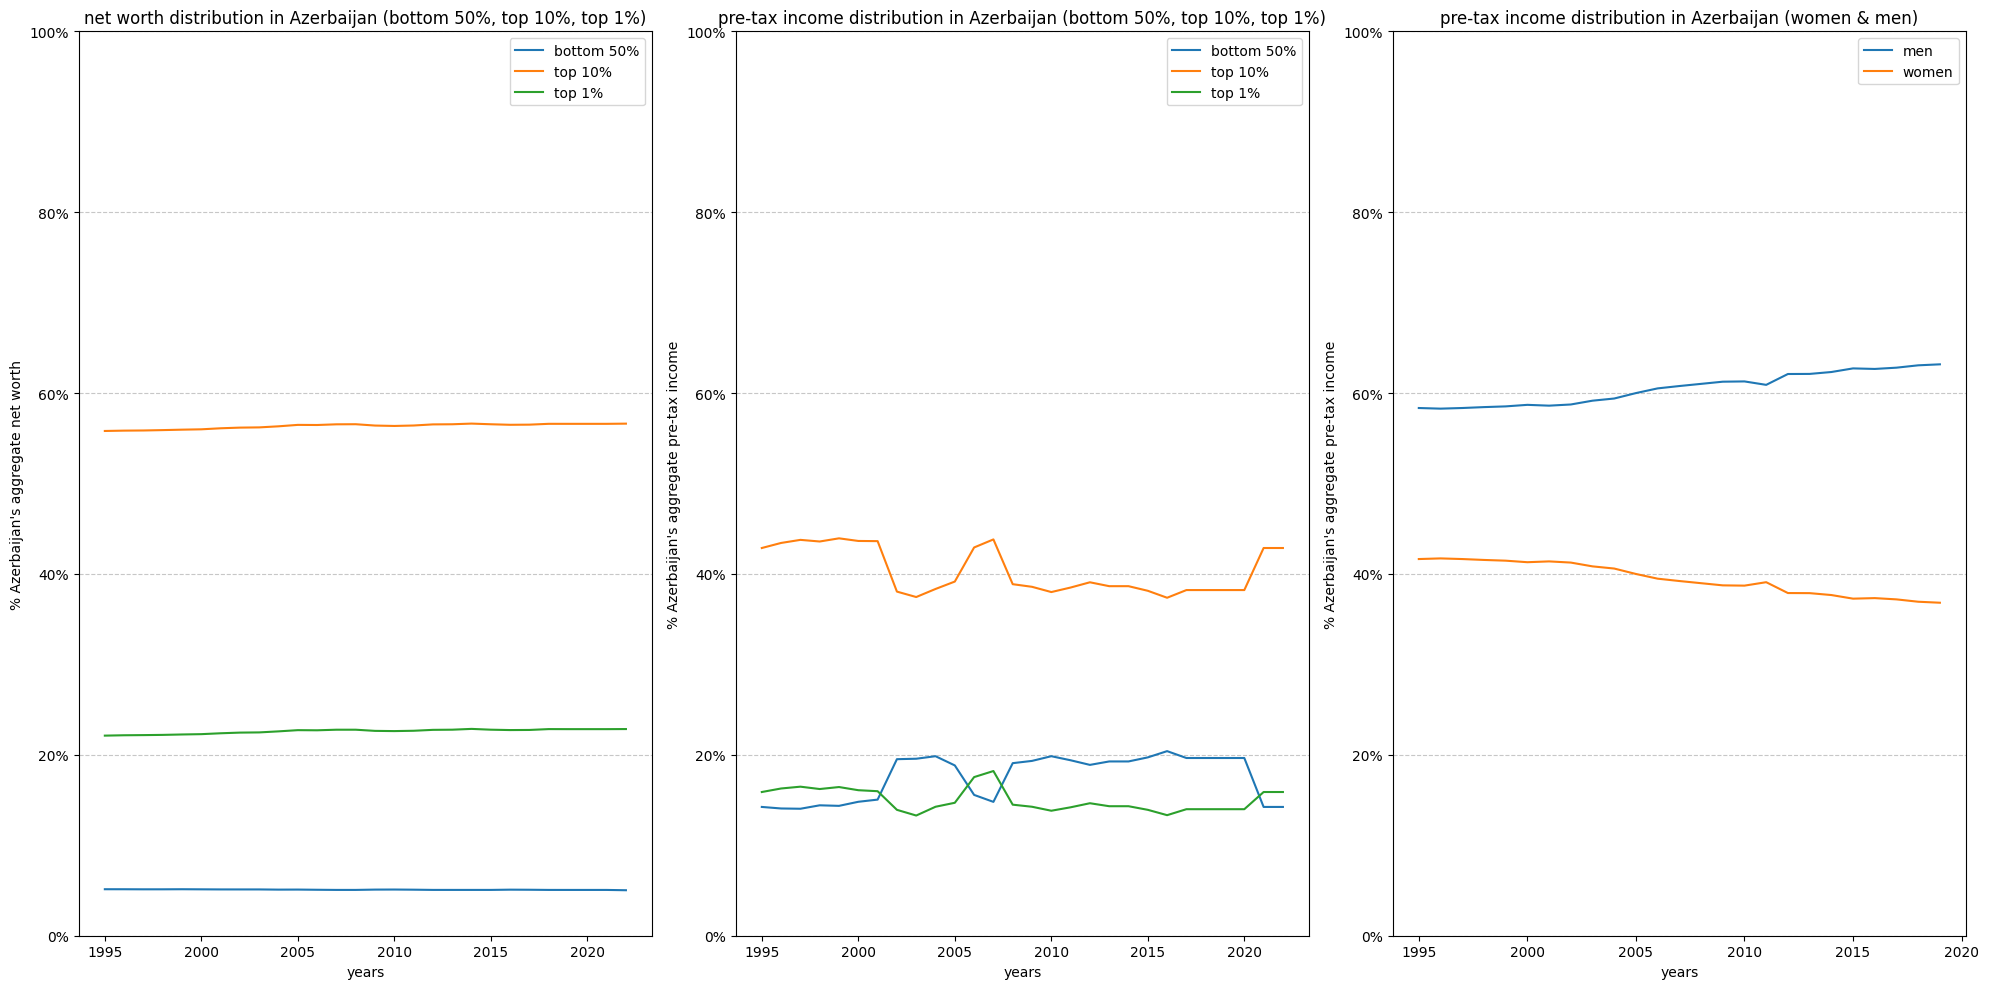 net worth distribution in Azerbaijan (bottom 50%, top 10%, top 1%)
100%
80%
60%
40%
20%
0%
% Azerbaijan's aggregate net worth
bottom 50%
top 10%
top 1%
1995 2000 2005 2010 2015 2020
years
pre-tax income distribution in Azerbaijan (bottom 50%, top 10%, top 1%)
100%
80%
60%
40%
20%
0%
% Azerbaijan's aggregate pre-tax income
bottom 50%
top 10%
top 1%
1995 2000 2005 2010 2015 2020
years
pre-tax income distribution in Azerbaijan (women & men)
100%
80%
60%
40%
20%
0%
% Azerbaijan's aggregate pre-tax income
men
women
1995 2000 2005 2010 2015 2020
years